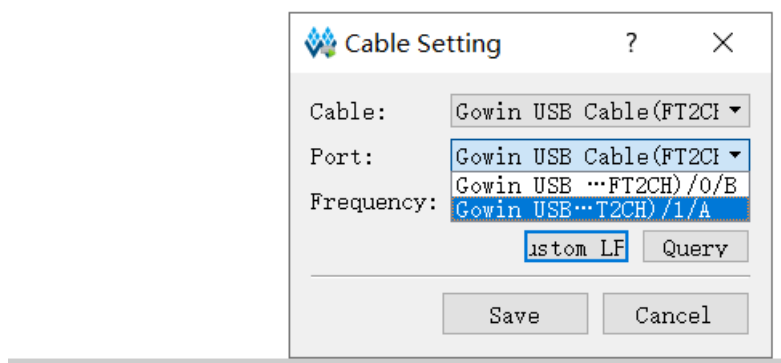 Cable Setting ? ×
Cable: Gowin USB Cable(FT2CH
Port: Gowin USB Cable(FT2CH
Gowin USB …FT2CH)/0/B
Frequency: Gowin USB…T2CH)/1/A
ustom LF Query
Save Cancel